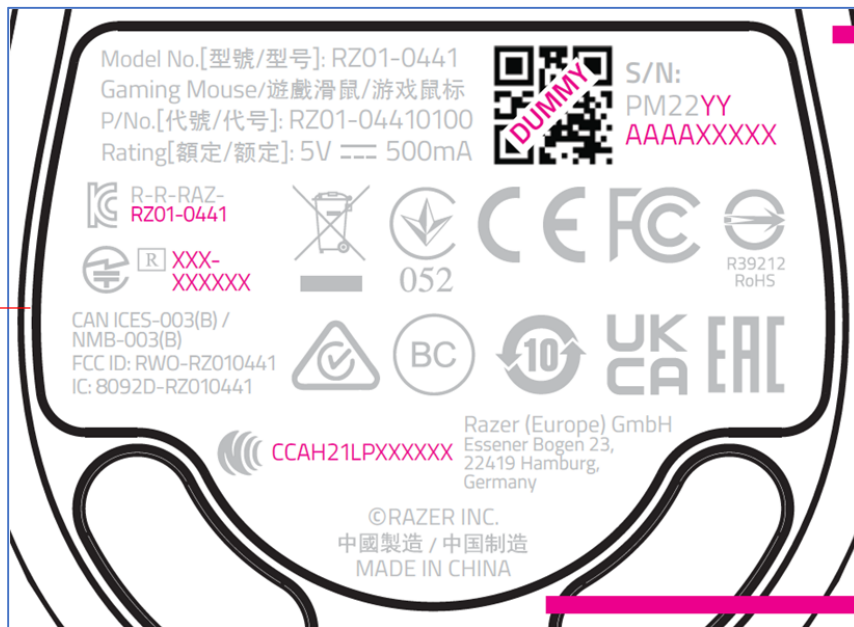 Model No.[型號/型号]: RZ01-0441
Gaming Mouse/遊戲滑鼠/游戏鼠标
P/No.[代號/代号]: RZ01-04410100
Rating[額定/额定]: 5V ⎓ 500mA
DUMMY
S/N:
PM22YY
AAAAXXXXX
R-R-RAZ-
RZ01-0441
R XXX-
XXXXXX
052
CE
FC
R39212
RoHS
CAN ICES-003(B) /
NMB-003(B)
FCC ID: RWO-RZ010441
IC: 8092D-RZ010441
BC
10
UK
CA
EAC
CCAH21LPXXXXXX
Razer (Europe) GmbH
Essener Bogen 23,
22419 Hamburg,
Germany
©RAZER INC.
中國製造 / 中国制造
MADE IN CHINA